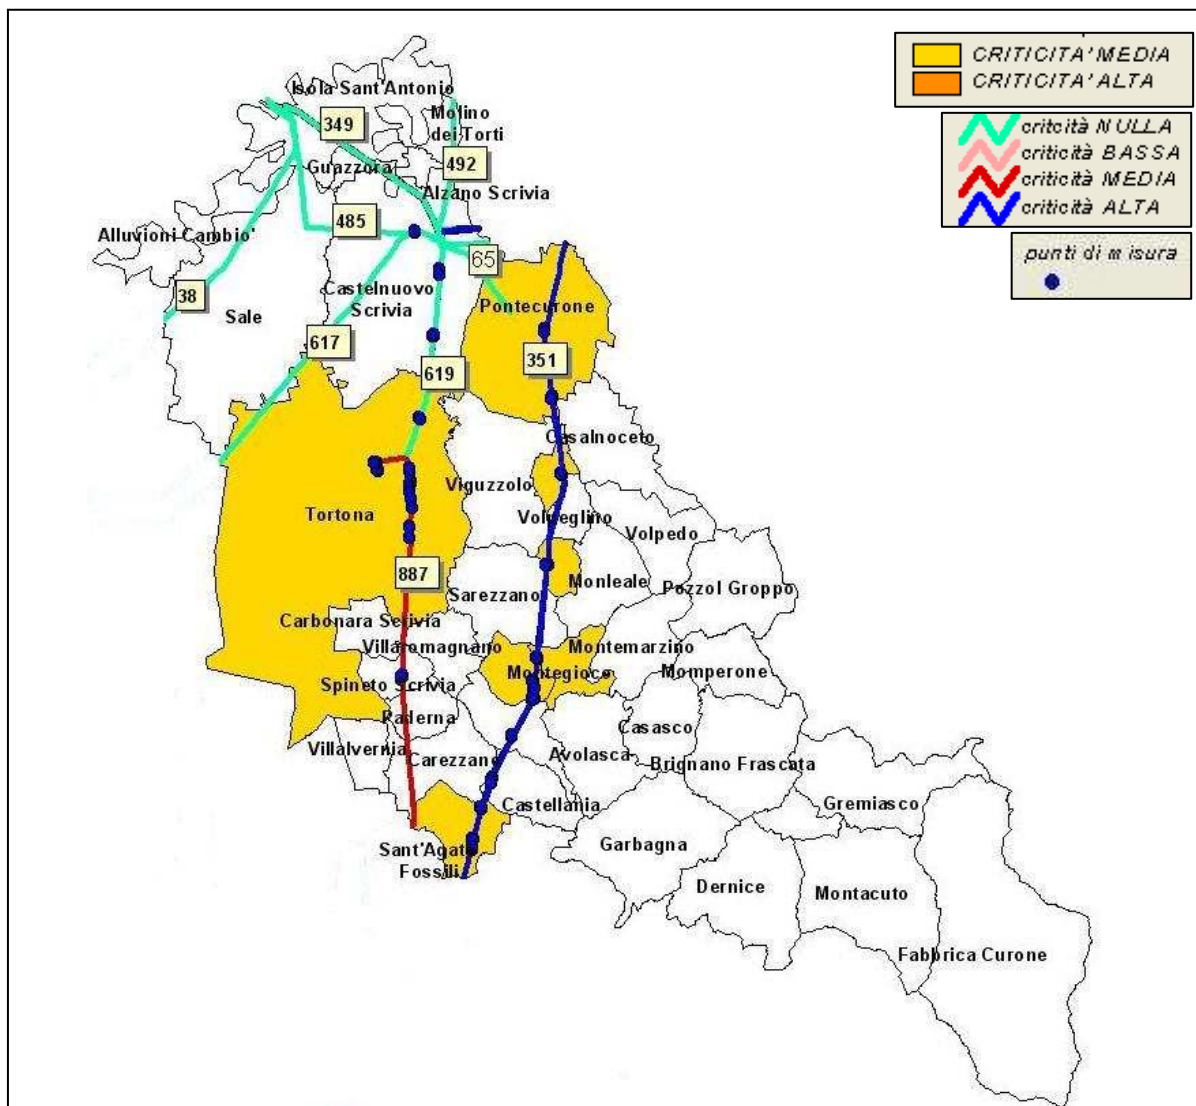 CRITICITA' MEDIA
CRITICITA' ALTA
critcità NULLA
criticità BASSA
criticità MEDIA
criticità ALTA
punti di misura
Isola Sant'Antonio
349
Molino
dei Torti
492
Guazzora
Alzano Scrivia
485
Alluvioni Cambio'
65
38
Castelnuovo
Scrivia
Pontecurone
Sale
617
619
351
Casalnoceto
Viguzzolo
Tortona
Volpeglino
Volpedo
887
Monleale
Pozzol Groppo
Sarezzano
Carbonara Scrivia
Villaromagnano
Montemarzino
Montegioco
Momperone
Spineto Scrivia
Paderna
Casasco
Villalvernia
Carezzano
Avolasca
Brignano Frascata
Castellania
Gremiasco
Sant'Agata
Fossili
Garbagna
Dernice
Montacuto
Fabbrica Curone